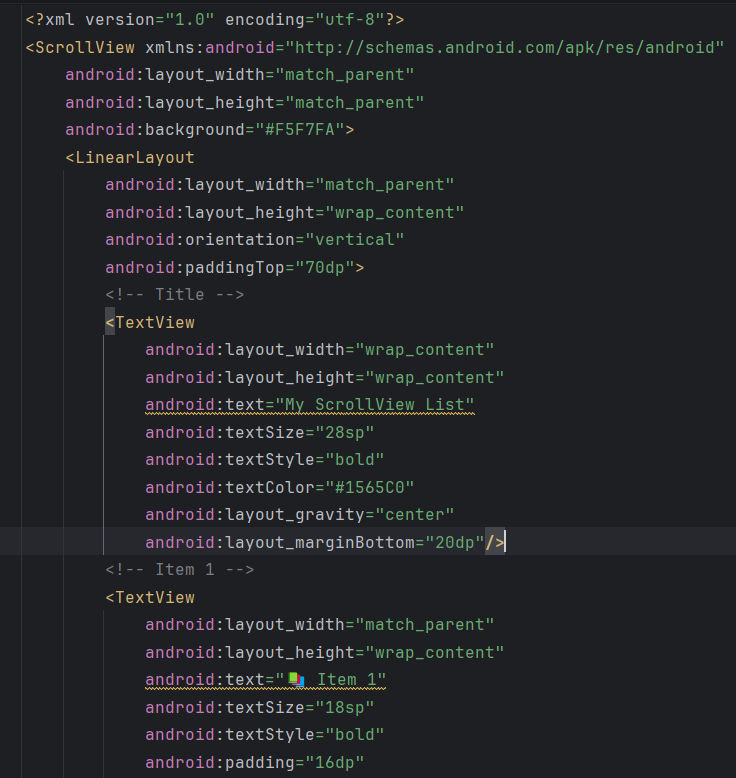 <?xml version="1.0" encoding="utf-8"?>
<ScrollView xmlns:android="http://schemas.android.com/apk/res/android"
    android:layout_width="match_parent"
    android:layout_height="match_parent"
    android:background="#F5F7FA">
    <LinearLayout
        android:layout_width="match_parent"
        android:layout_height="wrap_content"
        android:orientation="vertical"
        android:paddingTop="70dp">
        <!-- Title -->
        <TextView
            android:layout_width="wrap_content"
            android:layout_height="wrap_content"
            android:text="My ScrollView List"
            android:textSize="28sp"
            android:textStyle="bold"
            android:textColor="#1565C0"
            android:layout_gravity="center"
            android:layout_marginBottom="20dp"/>
        <!-- Item 1 -->
        <TextView
            android:layout_width="match_parent"
            android:layout_height="wrap_content"
            android:text="📚 Item 1"
            android:textSize="18sp"
            android:textStyle="bold"
            android:padding="16dp"